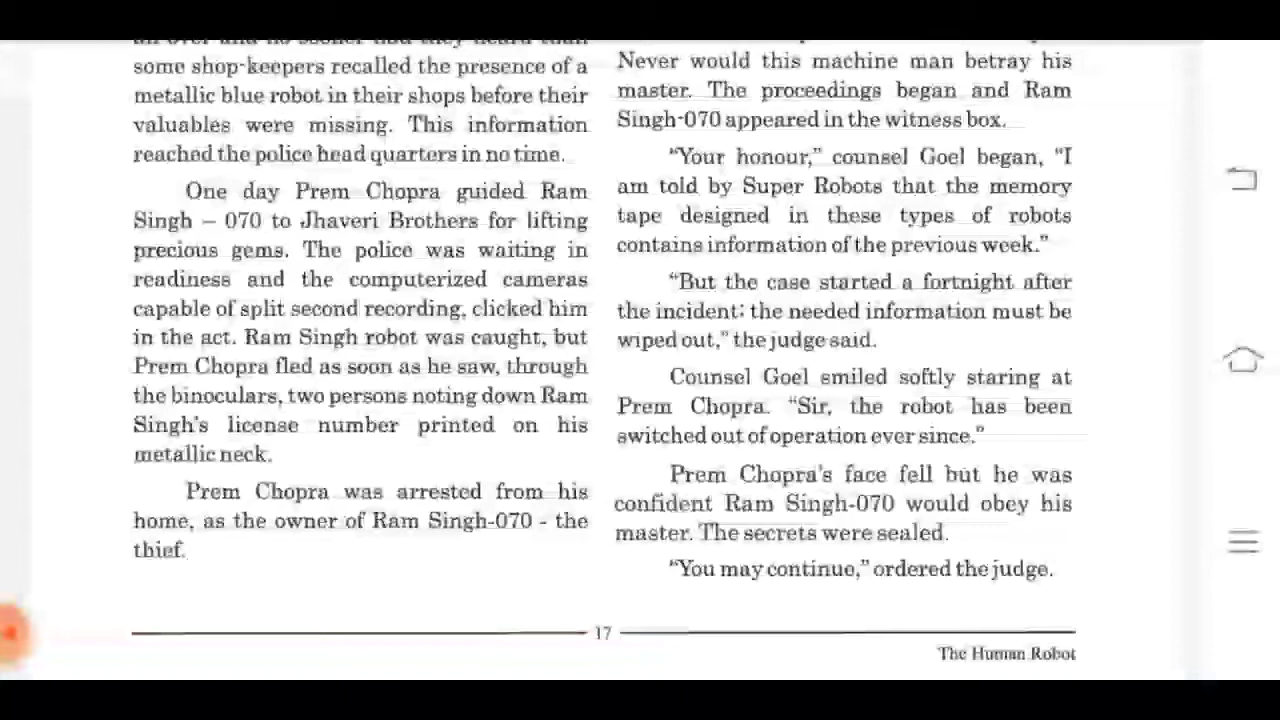 some shop-keepers recalled the presence of a
metallic blue robot in their shops before their
valuables were missing. This information
reached the police head quarters in no time.
One day Prem Chopra guided Ram
Singh – 070 to Jhaveri Brothers for lifting
precious gems. The police was waiting in
readiness and the computerized cameras
capable of split second recording, clicked him
in the act. Ram Singh robot was caught, but
Prem Chopra fled as soon as he saw, through
the binoculars, two persons noting down Ram
Singh's license number printed on his
metallic neck.
Prem Chopra was arrested from his
home, as the owner of Ram Singh-070 - the
thief.
Never would this machine man betray his
master. The proceedings began and Ram
Singh-070 appeared in the witness box.
"Your honour," counsel Goel began, "I
am told by Super Robots that the memory
tape designed in these types of robots
contains information of the previous week."
"But the case started a fortnight after
the incident: the needed information must be
wiped out," the judge said.
Counsel Goel smiled softly staring at
Prem Chopra. "Sir, the robot has been
switched out of operation ever since."
Prem Chopra's face fell but he was
confident Ram Singh-070 would obey his
master. The secrets were sealed.
"You may continue," ordered the judge.
17
The Human Robot